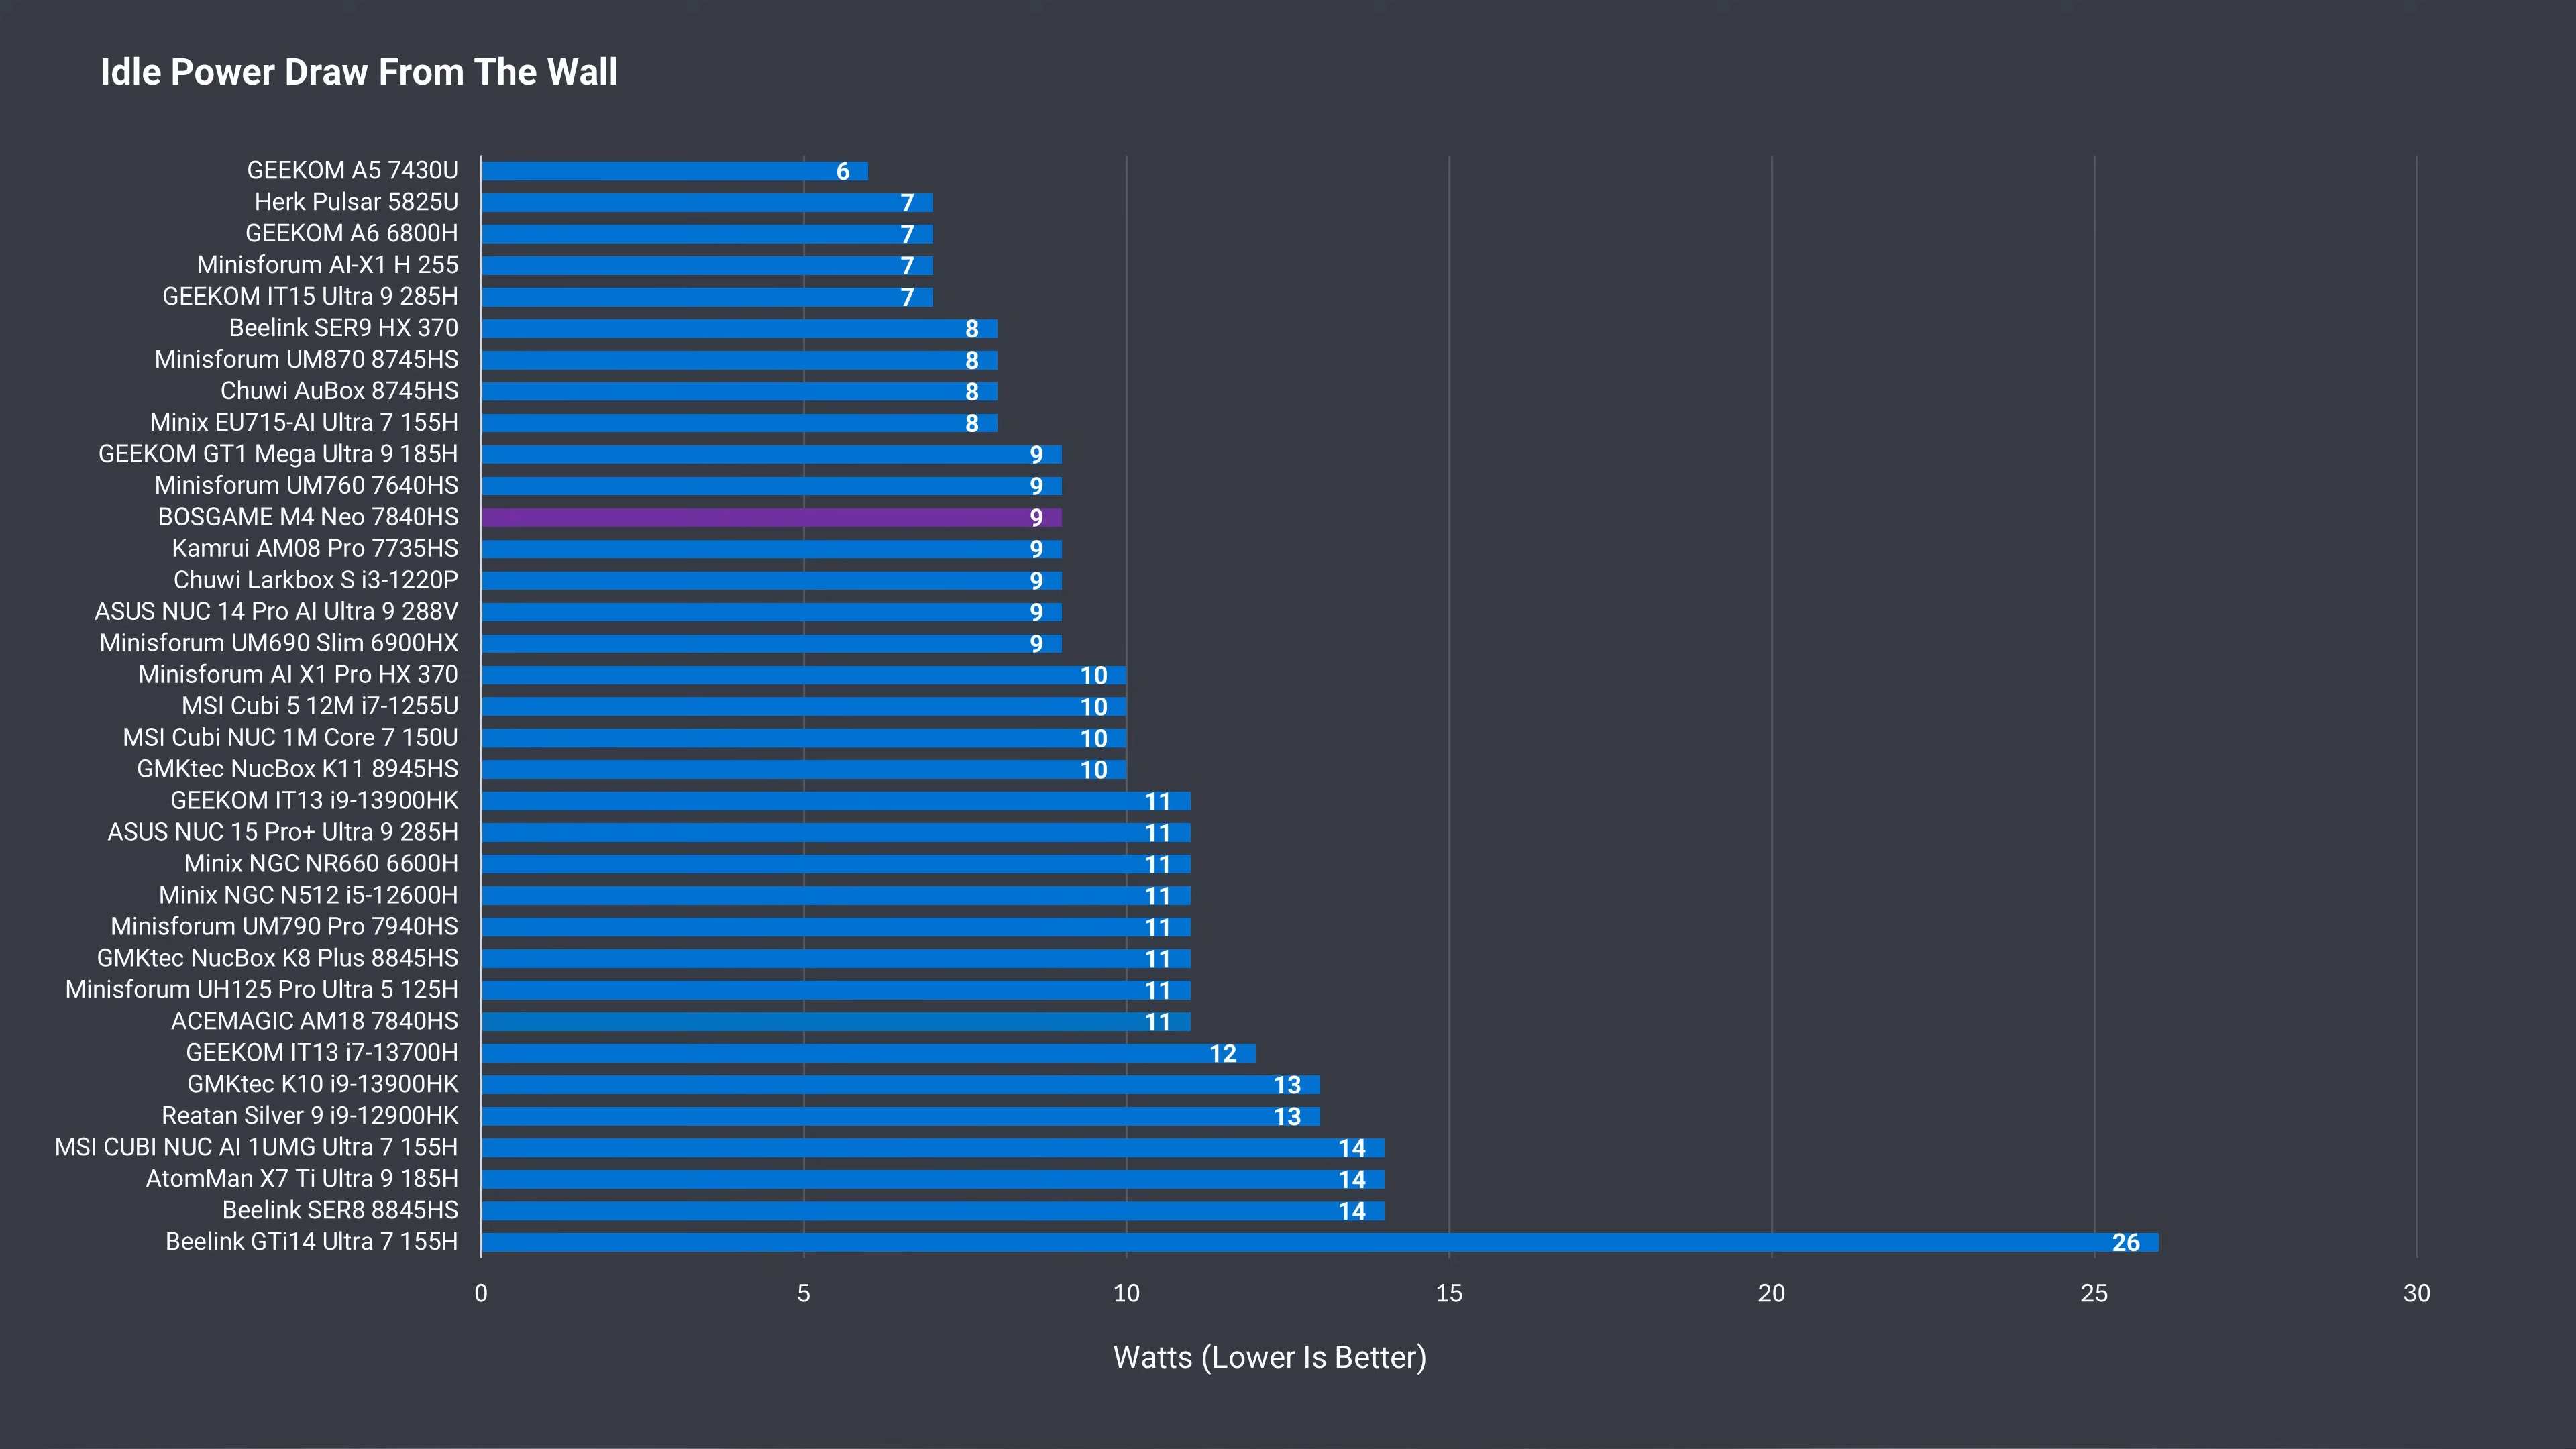 Idle Power Draw From The Wall
GEEKOM A5 7430U 6
Herk Pulsar 5825U 7
GEEKOM A6 6800H 7
Minisforum AI-X1 H 255 7
GEEKOM IT15 Ultra 9 285H 7
Beelink SER9 HX 370 8
Minisforum UM870 8745HS 8
Chuwi AuBox 8745HS 8
Minix EU715-AI Ultra 7 155H 8
GEEKOM GT1 Mega Ultra 9 185H 9
Minisforum UM760 7640HS 9
BOSGAME M4 Neo 7840HS 9
Kamrui AM08 Pro 7735HS 9
Chuwi Larkbox S i3-1220P 9
ASUS NUC 14 Pro AI Ultra 9 288V 9
Minisforum UM690 Slim 6900HX 9
Minisforum AI X1 Pro HX 370 10
MSI Cubi 5 12M i7-1255U 10
MSI Cubi NUC 1M Core 7 150U 10
GMKtec NucBox K11 8945HS 10
GEEKOM IT13 i9-13900HK 11
ASUS NUC 15 Pro+ Ultra 9 285H 11
Minix NGC NR660 6600H 11
Minix NGC N512 i5-12600H 11
Minisforum UM790 Pro 7940HS 11
GMKtec NucBox K8 Plus 8845HS 11
Minisforum UH125 Pro Ultra 5 125H 11
ACEMAGIC AM18 7840HS 11
GEEKOM IT13 i7-13700H 12
GMKtec K10 i9-13900HK 13
Reatan Silver 9 i9-12900HK 13
MSI CUBI NUC AI 1UMG Ultra 7 155H 14
AtomMan X7 Ti Ultra 9 185H 14
Beelink SER8 8845HS 14
Beelink GTi14 Ultra 7 155H 26
0 5 10 15 20 25 30
Watts (Lower Is Better)